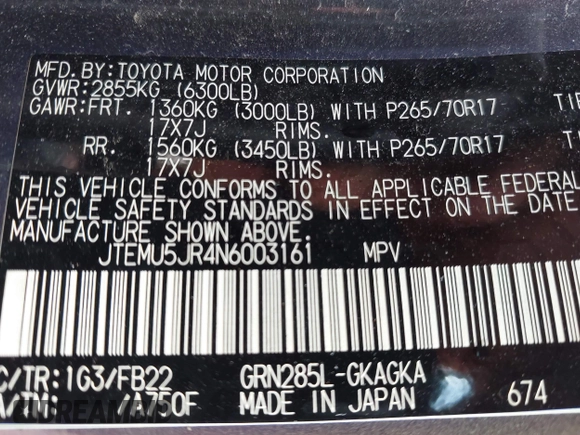 MFD.BY:TOYOTA MOTOR CORPORATION
GVWR:2855KG (6300LB)
GAWR:FRT. 1360KG (3000LB) WITH P265/70R17
17X7J RIMS.
RR. 1560KG (3450LB) WITH P265/70R17
17X7J RIMS.
THIS VEHICLE CONFORMS TO ALL APPLICABLE FEDERAL
VEHICLE SAFETY STANDARDS IN EFFECT ON THE DATE
MANUFACTURE SHOWN ABOVE.
JTEMU5JR4N6003161 MPV
C/TR:1G3/FB22 GRN285L-GKAGKA
A750F MADE IN JAPAN 674